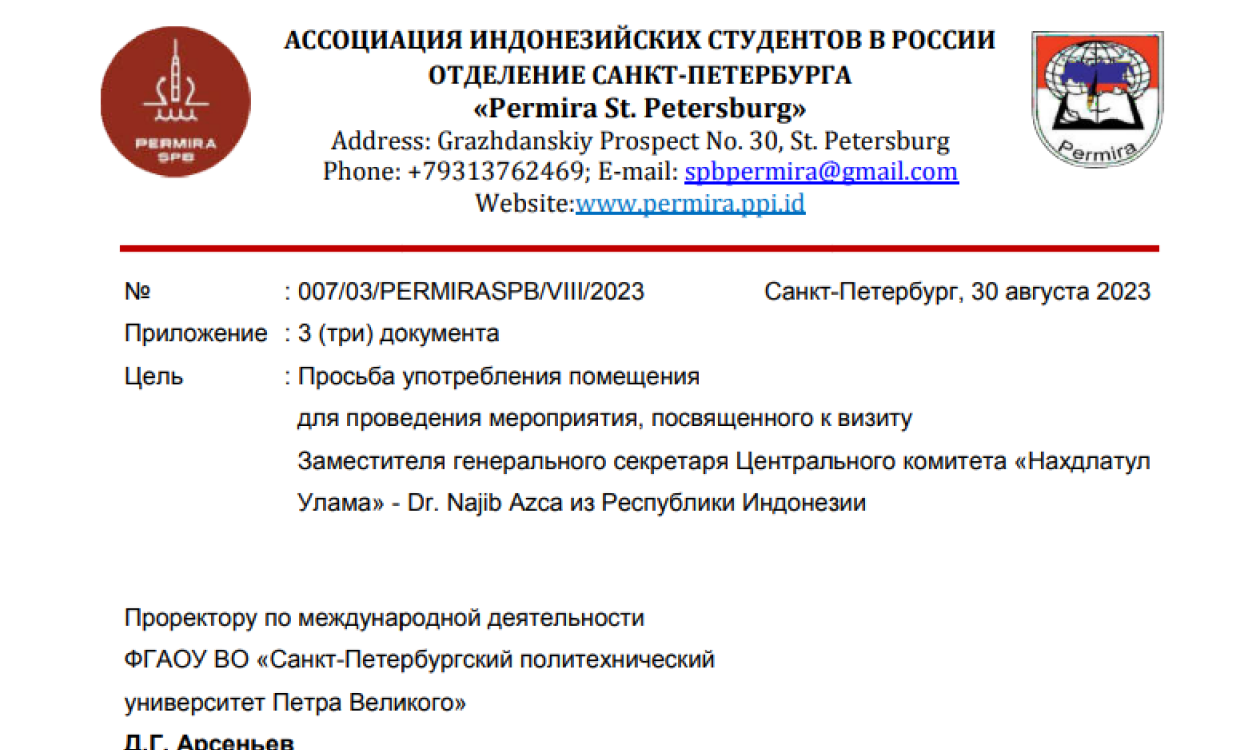 АССОЦИАЦИЯ ИНДОНЕЗИЙСКИХ СТУДЕНТОВ В РОССИИ
ОТДЕЛЕНИЕ САНКТ-ПЕТЕРБУРГА
«Permira St. Petersburg»
Address: Grazhdanskiy Prospect No. 30, St. Petersburg
Phone: +79313762469; E-mail: spbpermira@gmail.com
Website:www.permira.ppi.id
PERMIRA
SPB
Permira
№ : 007/03/PERMIRASPB/VIII/2023 Санкт-Петербург, 30 августа 2023
Приложение : 3 (три) документа
Цель : Просьба употребления помещения
для проведения мероприятия, посвященного к визиту
Заместителя генерального секретаря Центрального комитета «Нахдлатул
Улама» - Dr. Najib Azca из Республики Индонезии
Проректору по международной деятельности
ФГАОУ ВО «Санкт-Петербургский политехнический
университет Петра Великого»
Д.Г. Арсеньев